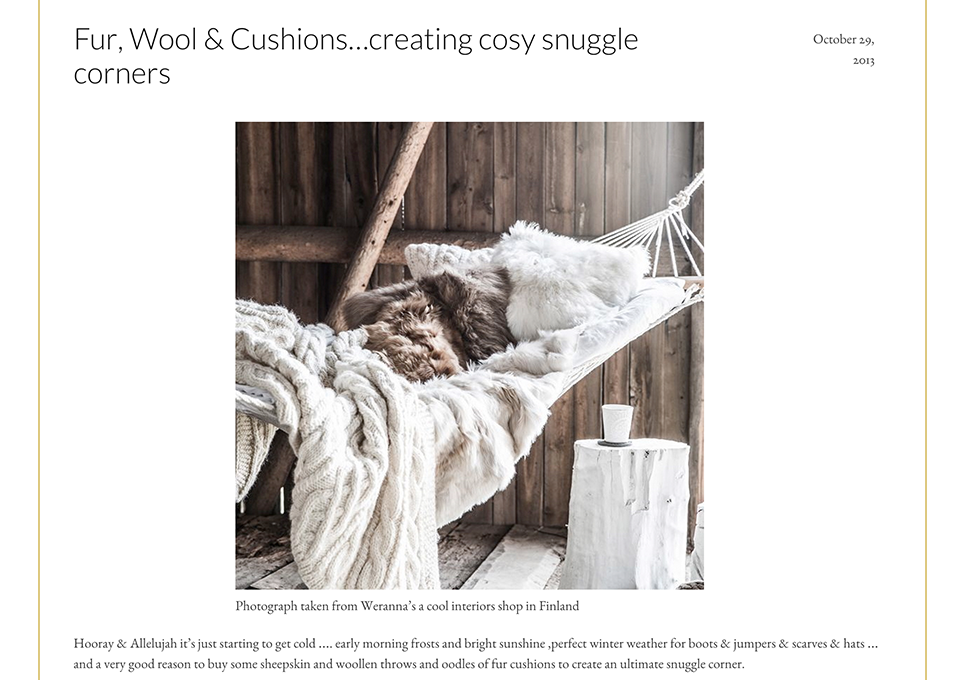 Fur, Wool & Cushions...creating cosy snuggle
corners
October 29,
2013
Photograph taken from Weranna's a cool interiors shop in Finland
Hooray & Allelujah it's just starting to get cold .... early morning frosts and bright sunshine ,perfect winter weather for boots & jumpers & scarves & hats ...
and a very good reason to buy some sheepskin and woollen throws and oodles of fur cushions to create an ultimate snuggle corner.